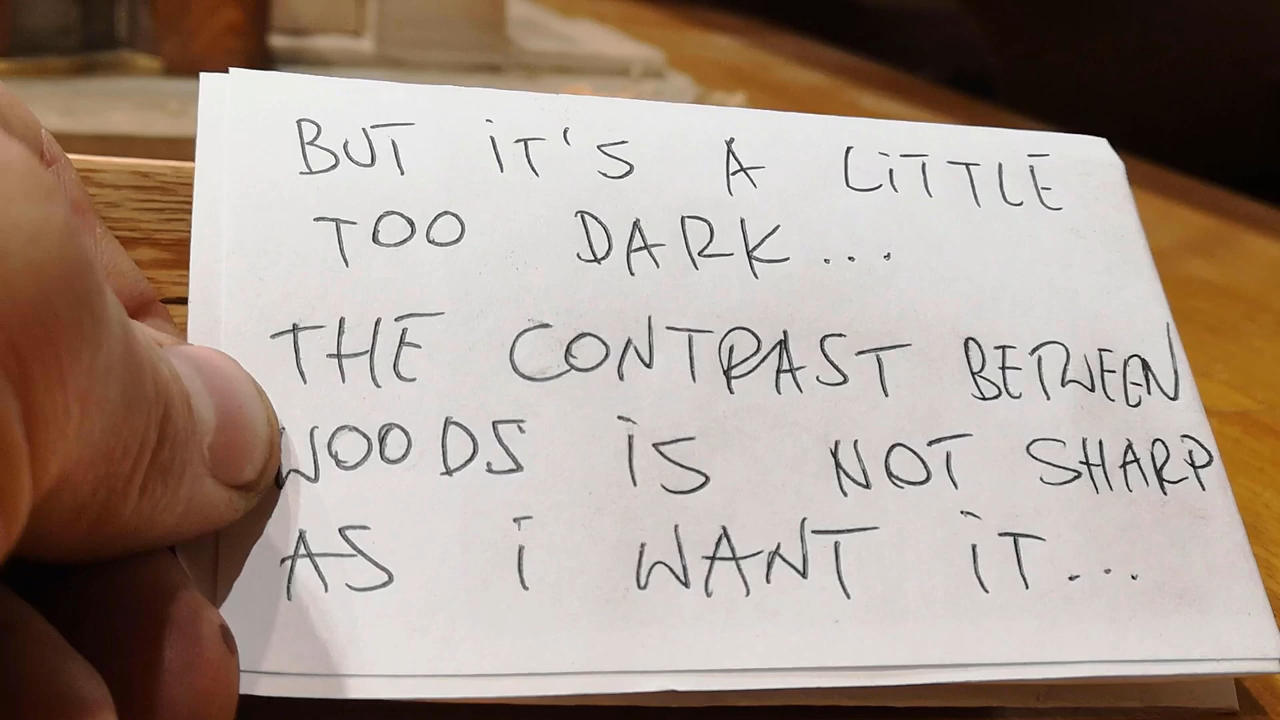 BUT iT'S A LiTTLE
TOO DARK...
THE CONTRAST BETWEEN
WOODS iS NOT SHARP
AS i WANT iT...